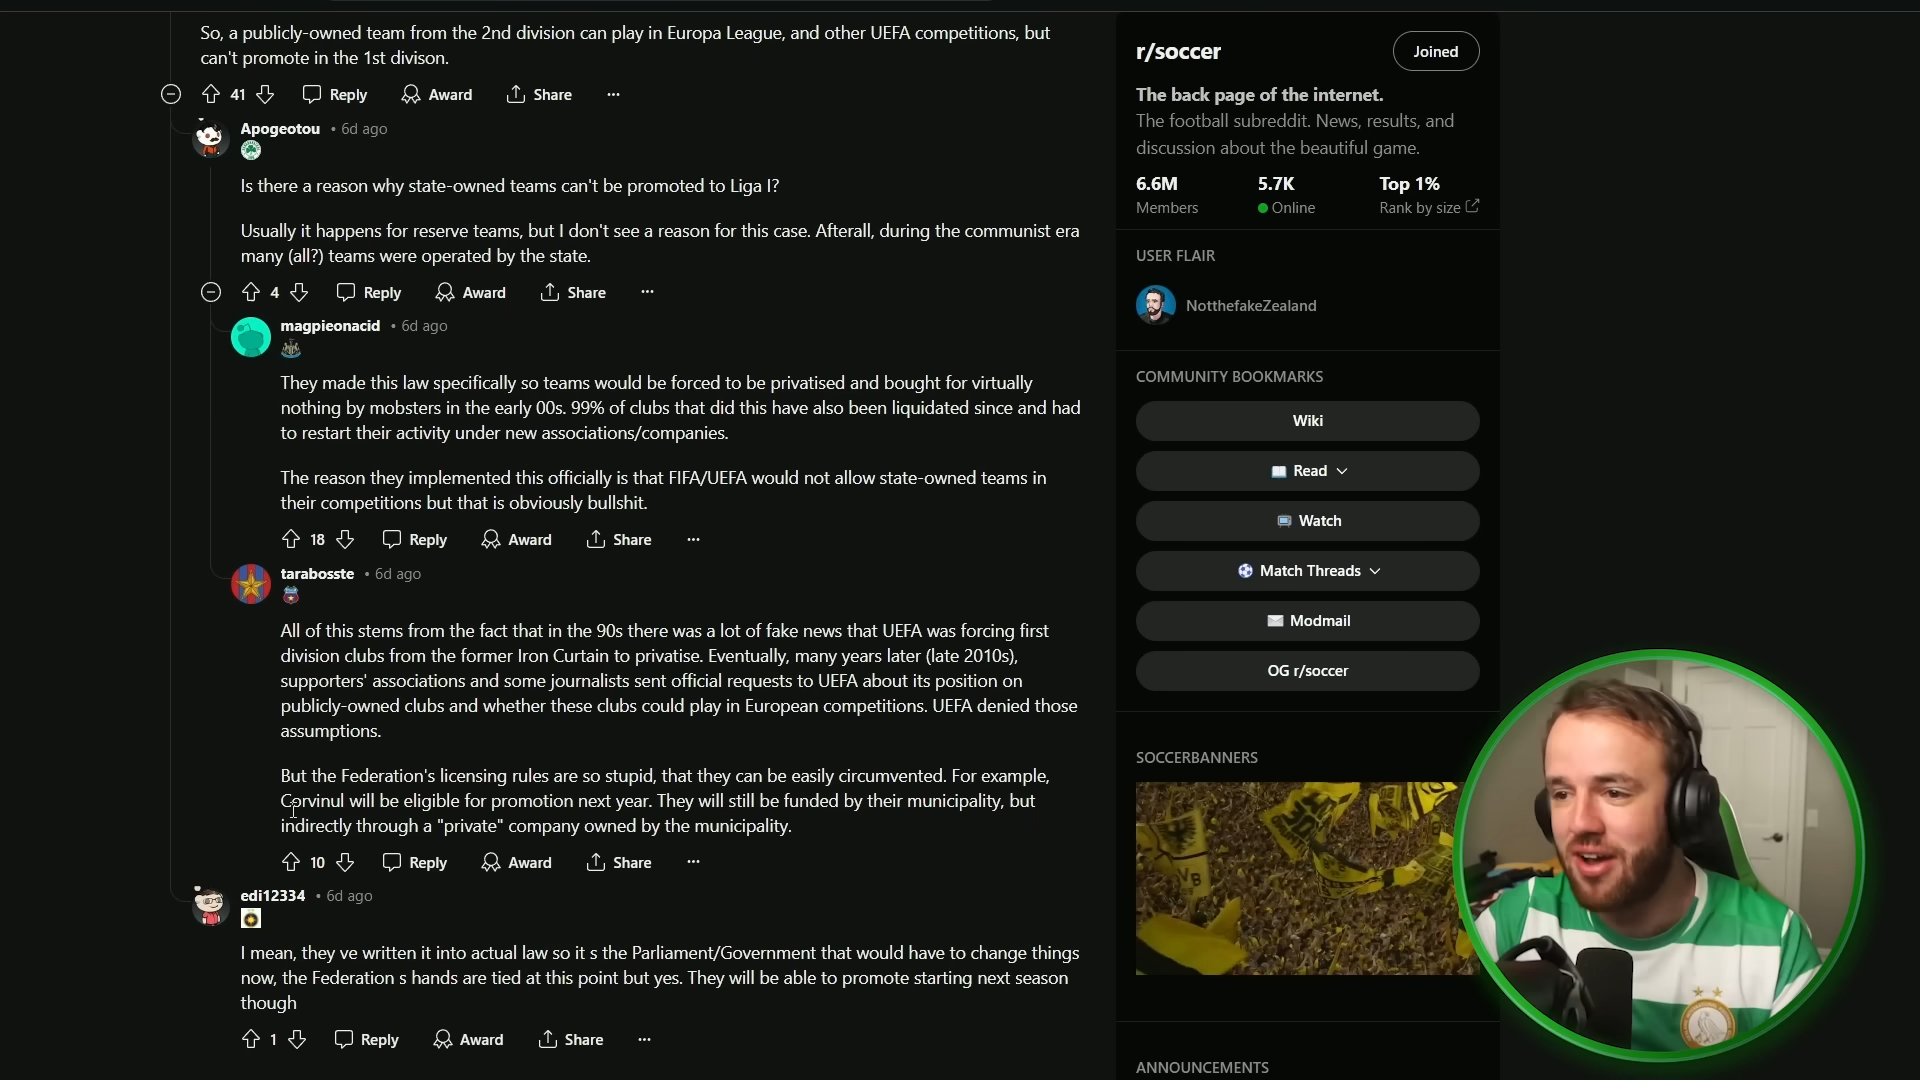 So, a publicly-owned team from the 2nd division can play in Europa League, and other UEFA competitions, but
can't promote in the 1st divison.
41 Reply Award Share ...
Apogeotou • 6d ago
Is there a reason why state-owned teams can't be promoted to Liga I?
Usually it happens for reserve teams, but I don't see a reason for this case. Afterall, during the communist era
many (all?) teams were operated by the state.
4 Reply Award Share ...
magpieonacid • 6d ago
They made this law specifically so teams would be forced to be privatised and bought for virtually
nothing by mobsters in the early 00s. 99% of clubs that did this have also been liquidated since and had
to restart their activity under new associations/companies.
The reason they implemented this officially is that FIFA/UEFA would not allow state-owned teams in
their competitions but that is obviously bullshit.
18 Reply Award Share ...
tarabosste • 6d ago
All of this stems from the fact that in the 90s there was a lot of fake news that UEFA was forcing first
division clubs from the former Iron Curtain to privatise. Eventually, many years later (late 2010s),
supporters' associations and some journalists sent official requests to UEFA about its position on
publicly-owned clubs and whether these clubs could play in European competitions. UEFA denied those
assumptions.
But the Federation's licensing rules are so stupid, that they can be easily circumvented. For example,
Corvinul will be eligible for promotion next year. They will still be funded by their municipality, but
indirectly through a "private" company owned by the municipality.
10 Reply Award Share ...
edi12334 • 6d ago
I mean, they ve written it into actual law so it s the Parliament/Government that would have to change things
now, the Federation s hands are tied at this point but yes. They will be able to promote starting next season
though
1 Reply Award Share ...
r/soccer Joined
The back page of the internet.
The football subreddit. News, results, and
discussion about the beautiful game.
6.6M 5.7K Top 1%
Members Online Rank by size
USER FLAIR
NotthefakeZealand
COMMUNITY BOOKMARKS
Wiki
Read
Watch
Match Threads
Modmail
OG r/soccer
SOCCERBANNERS
ANNOUNCEMENTS